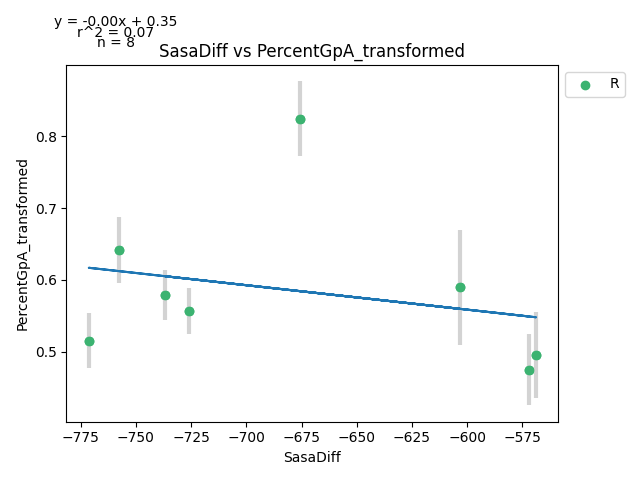 y = -0.00x + 0.35
r^2 = 0.07
n = 8
SasaDiff vs PercentGpA_transformed
R
PercentGpA_transformed
0.8
0.7
0.6
0.5
−775 −750 −725 −700 −675 −650 −625 −600 −575
SasaDiff